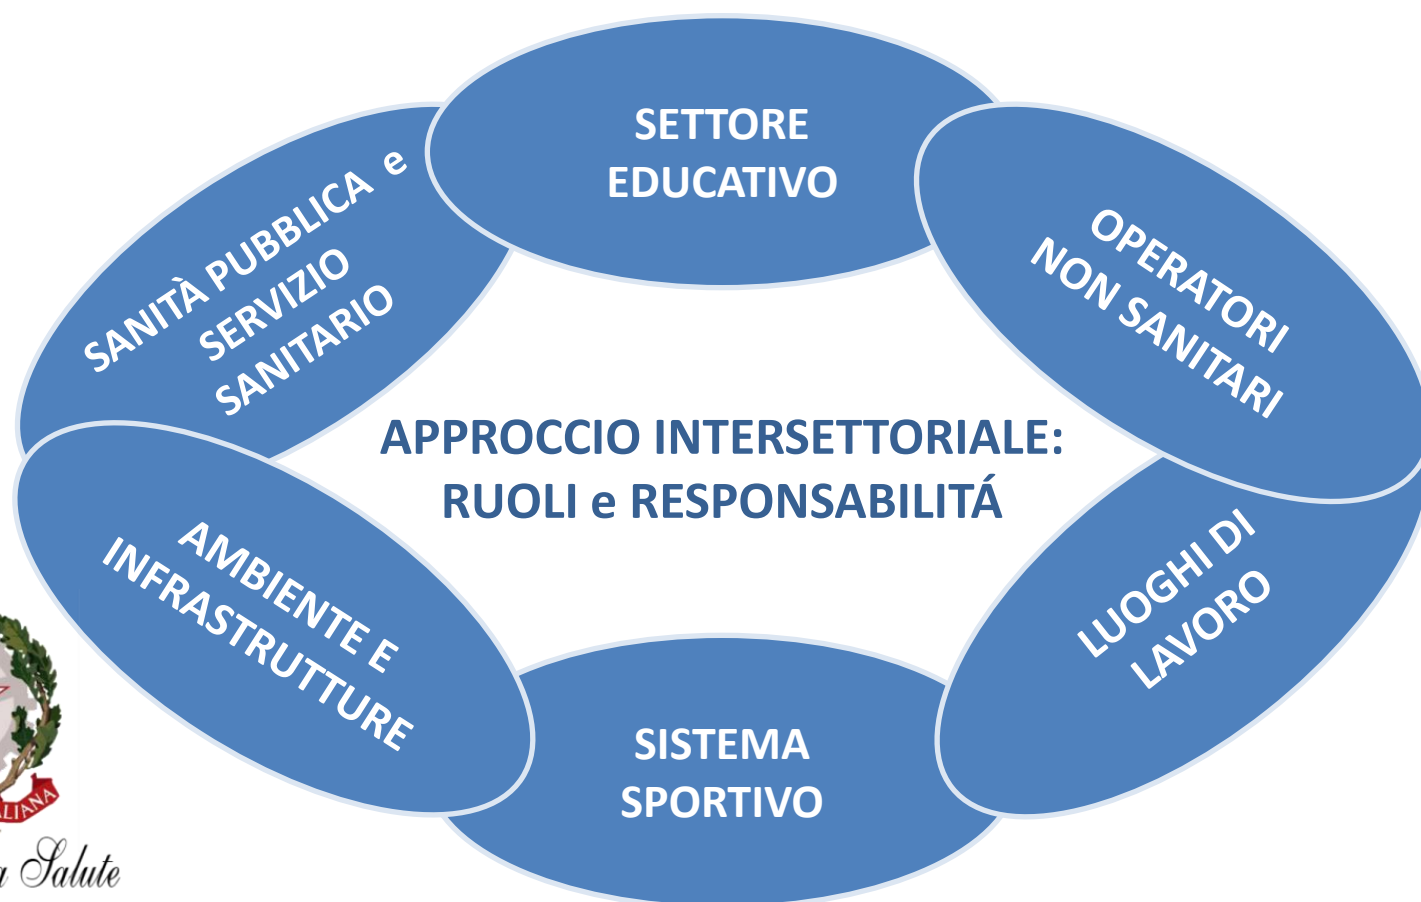 SETTORE
EDUCATIVO
SANITÀ PUBBLICA e
SERVIZIO
SANITARIO
OPERATORI
NON SANITARI
APPROCCIO INTERSETTORIALE:
RUOLI e RESPONSABILITÁ
AMBIENTE E
INFRASTRUTTURE
LUOGHI DI
LAVORO
SISTEMA
SPORTIVO
Salute